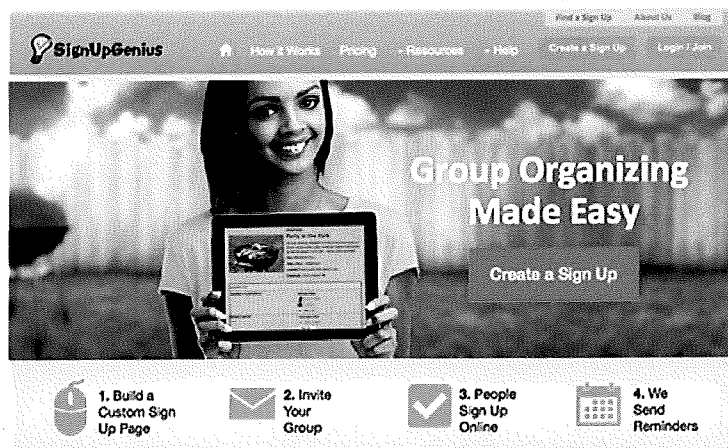 Find a Sign Up About Us Blog
SignUpGenius How it Works Pricing Resources Help Create a Sign Up Login / Join
Group Organizing
Made Easy
Create a Sign Up
1. Build a
Custom Sign
Up Page
2. Invite
Your
Group
3. People
Sign Up
Online
4. We
Send
Reminders